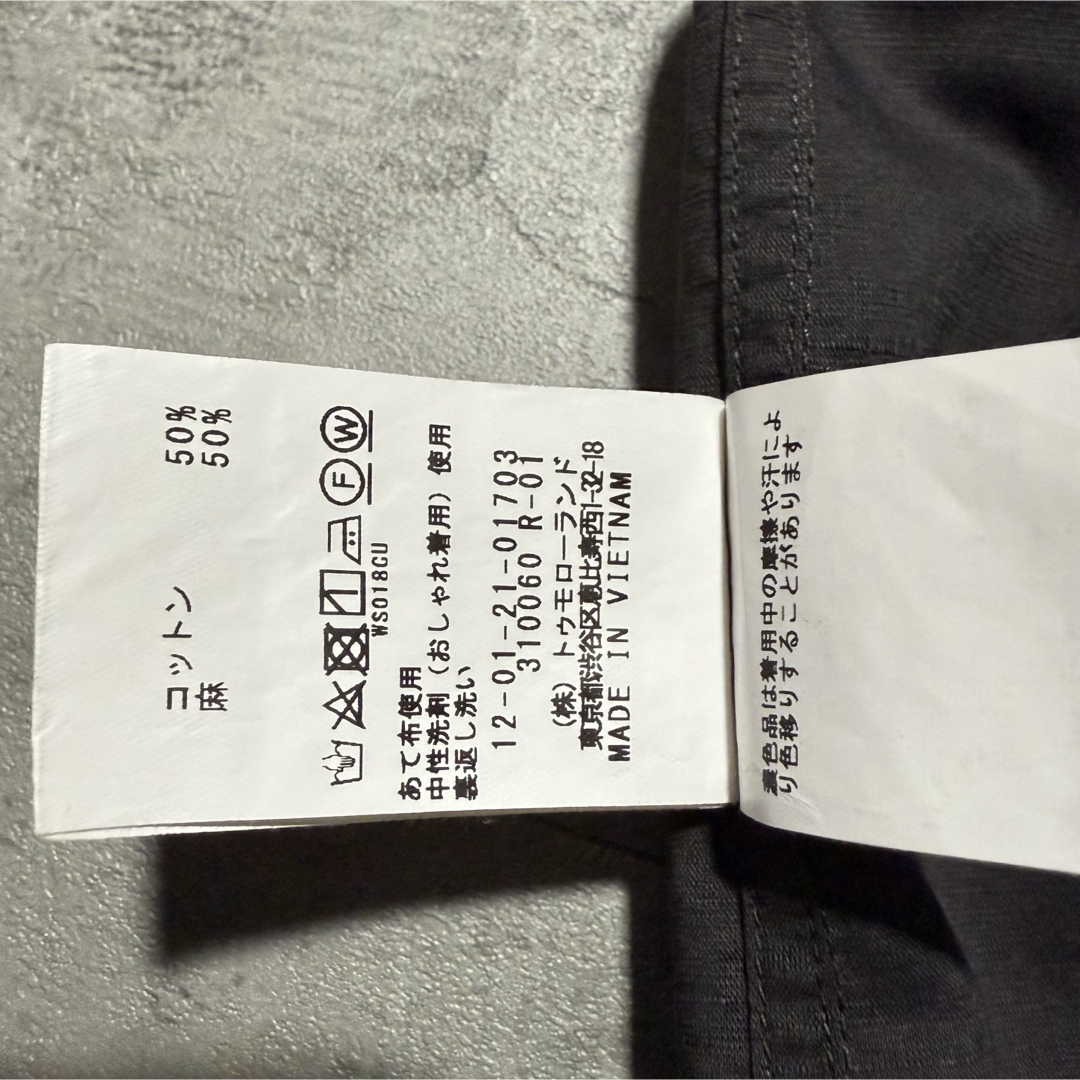 コットン 50%
麻 50%
W
F
WS018CU
あて布使用
中性洗剤（おしゃれ着用）使用
裏返し洗い
12-01-21-01703
310060 R-01
（株）トゥモローランド
東京都渋谷区恵比寿西1-32-18
MADE IN VIETNAM
濃色品は着用中の摩擦や汗によ
り色移りすることがあります